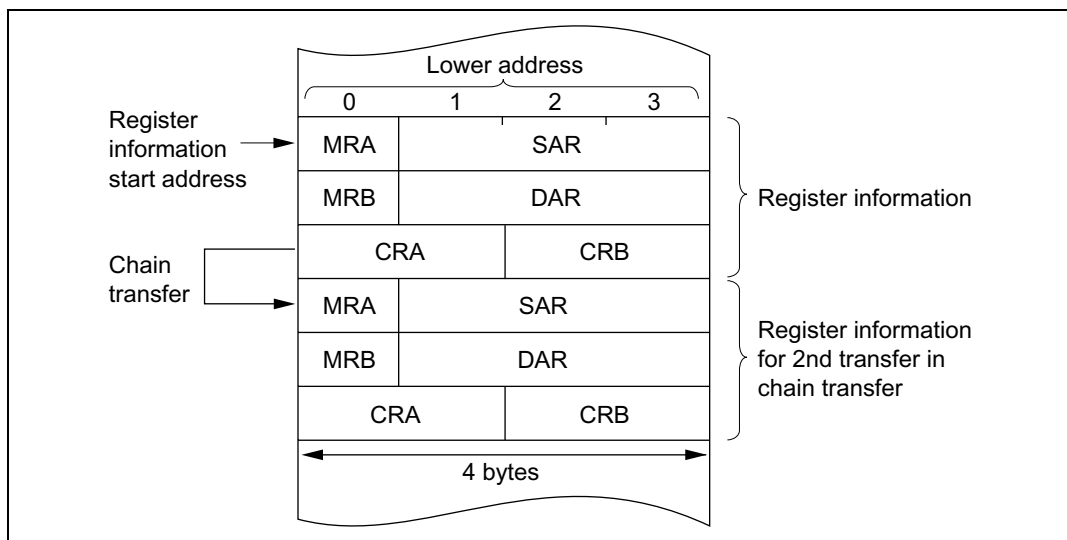 Lower address
0 1 2 3
Register
information
start address
MRA SAR
MRB DAR
Register information
CRA CRB
Chain
transfer
MRA SAR
MRB DAR
Register information
for 2nd transfer in
chain transfer
CRA CRB
4 bytes